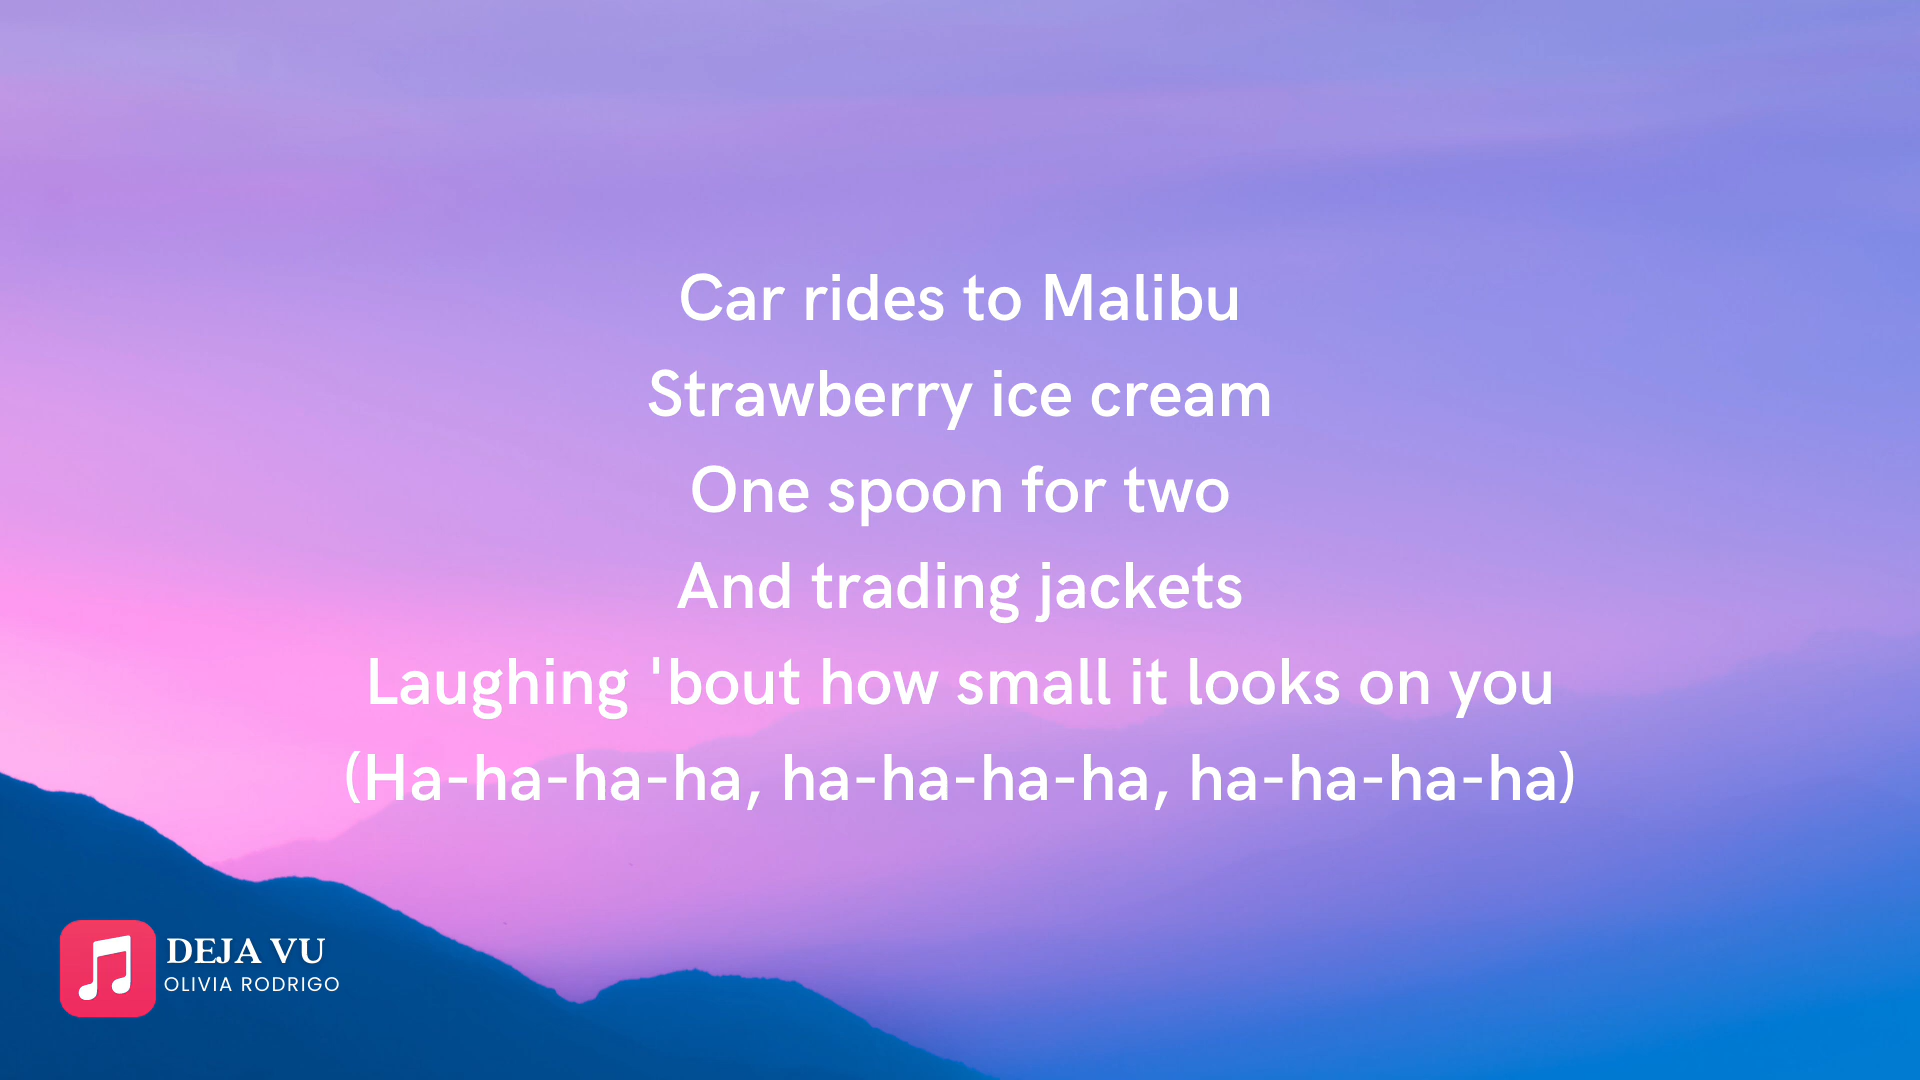 Car rides to Malibu
Strawberry ice cream
One spoon for two
And trading jackets
Laughing 'bout how small it looks on you
(Ha-ha-ha-ha, ha-ha-ha-ha, ha-ha-ha-ha)
DEJA VU
OLIVIA RODRIGO